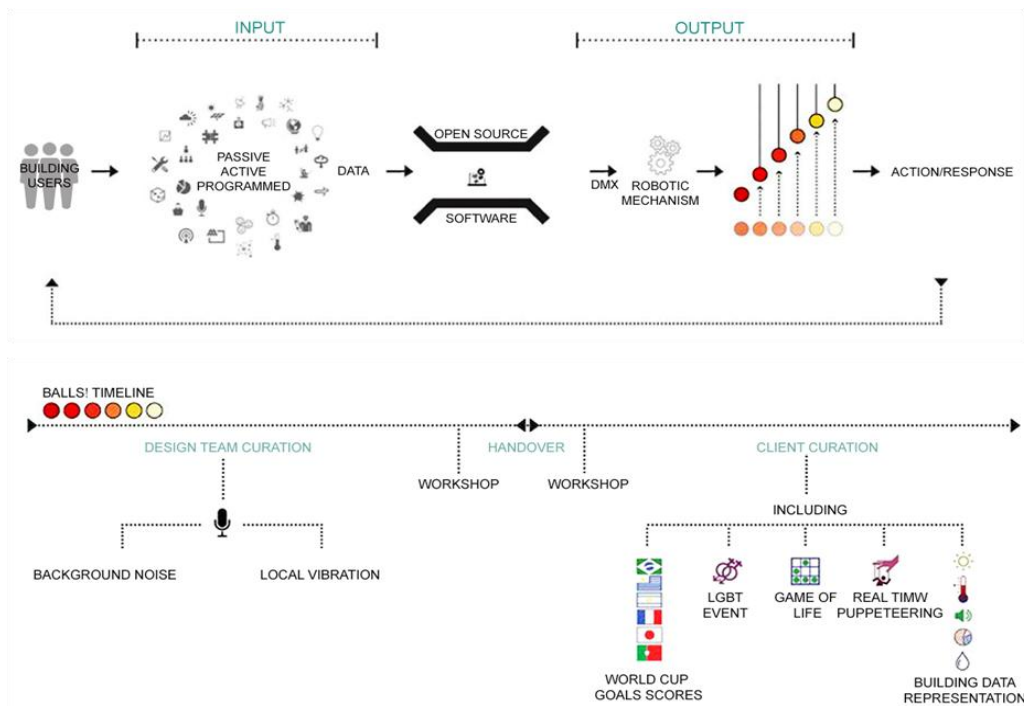 INPUT
OUTPUT
BUILDING
USERS
PASSIVE
ACTIVE
PROGRAMMED
DATA
OPEN SOURCE
SOFTWARE
DMX
ROBOTIC
MECHANISM
ACTION/RESPONSE
BALLS! TIMELINE
DESIGN TEAM CURATION
HANDOVER
CLIENT CURATION
WORKSHOP
WORKSHOP
INCLUDING
BACKGROUND NOISE
LOCAL VIBRATION
WORLD CUP
GOALS SCORES
LGBT
EVENT
GAME OF
LIFE
REAL TIMW
PUPPETEERING
BUILDING DATA
REPRESENTATION